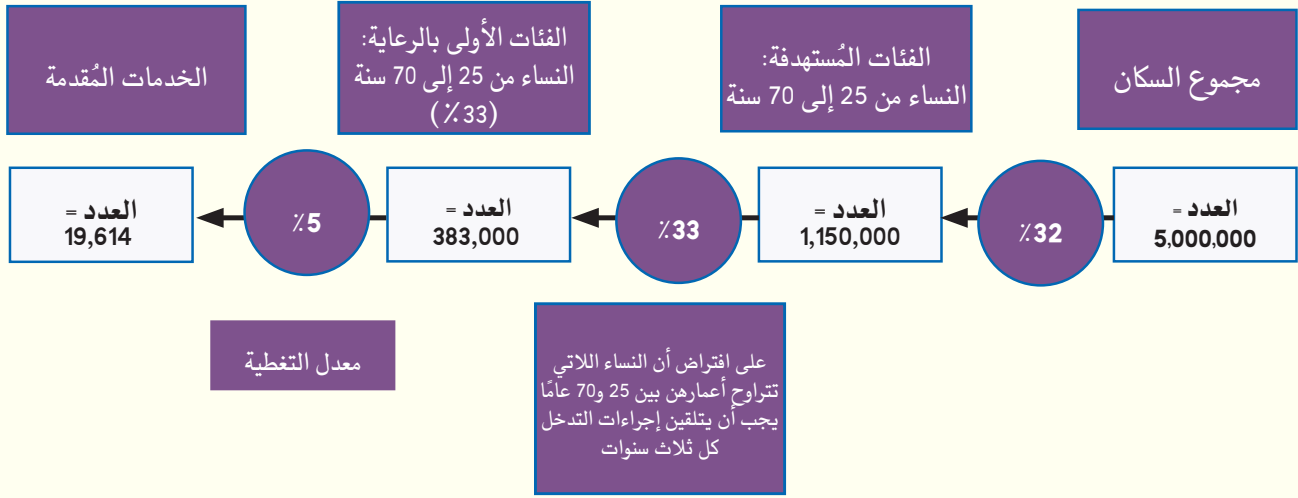 مجموع السكان
الفئات المُستهدفة:
النساء من 25 إلى 70 سنة
الفئات الأولى بالرعاية:
النساء من 25 إلى 70 سنة
(33٪)
الخدمات المُقدمة
العدد =
5,000,000
32٪
العدد =
1,150,000
33٪
العدد =
383,000
5٪
العدد =
19,614
على افتراض أن النساء اللاتي
تتراوح أعمارهن بين 25 و70 عامًا
يجب أن يتلقين إجراءات التدخل
كل ثلاث سنوات
معدل التغطية